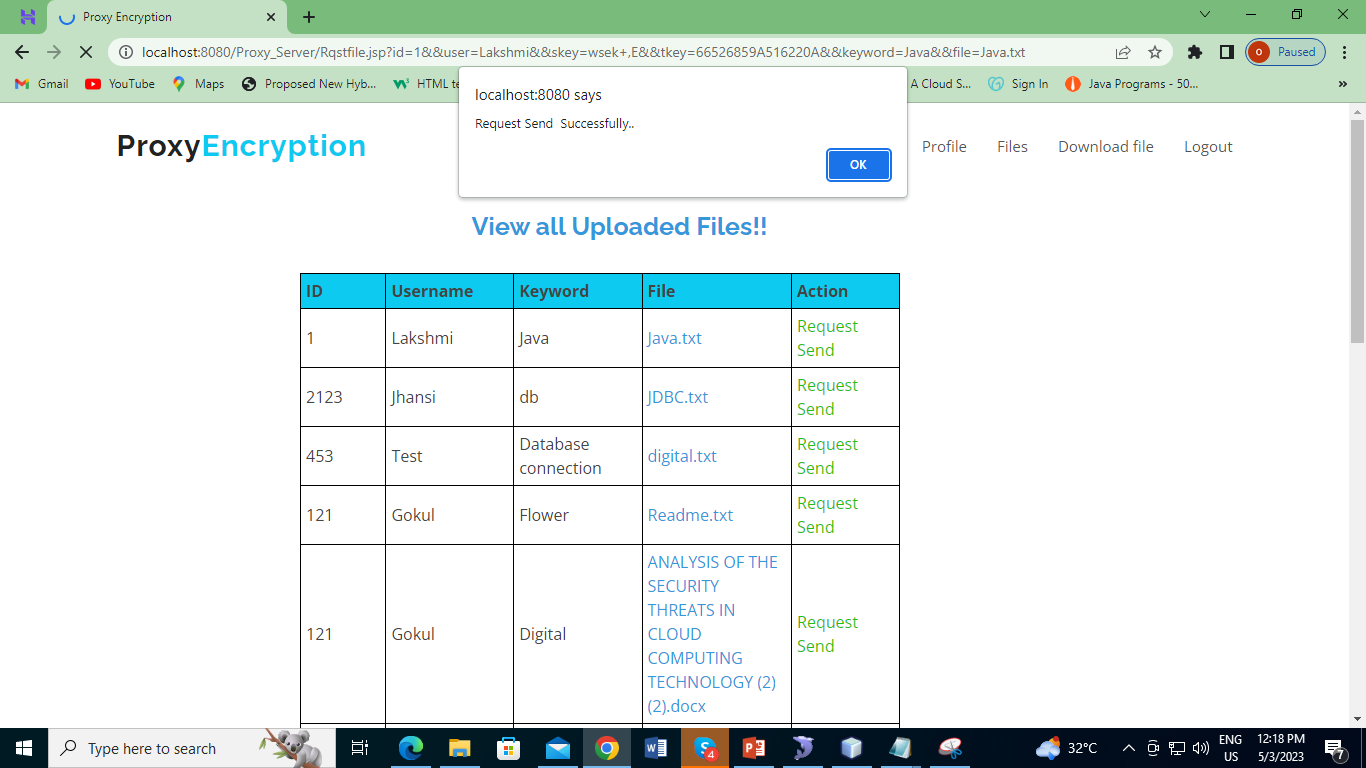 Proxy Encryption
localhost:8080/Proxy_Server/Rqstfile.jsp?id=1&&user=Lakshmi&&skey=wsek+,E&&tkey=66526859A516220A&&keyword=Java&&file=Java.txt
Paused
Gmail
YouTube
Maps
Proposed New Hyb...
HTML
A Cloud S...
Sign In
Java Programs - 50...
»
localhost:8080 says
Request Send  Successfully..
OK
ProxyEncryption
Profile
Files
Download file
Logout
View all Uploaded Files!!
ID Username Keyword File Action
1 Lakshmi Java Java.txt Request
Send
2123 Jhansi db JDBC.txt Request
Send
453 Test Database
connection digital.txt Request
Send
121 Gokul Flower Readme.txt Request
Send
121 Gokul Digital ANALYSIS OF THE
SECURITY
THREATS IN
CLOUD
COMPUTING
TECHNOLOGY (2)
(2).docx Request
Send
Type here to search
32°C
ENG
US
12:18 PM
5/3/2023